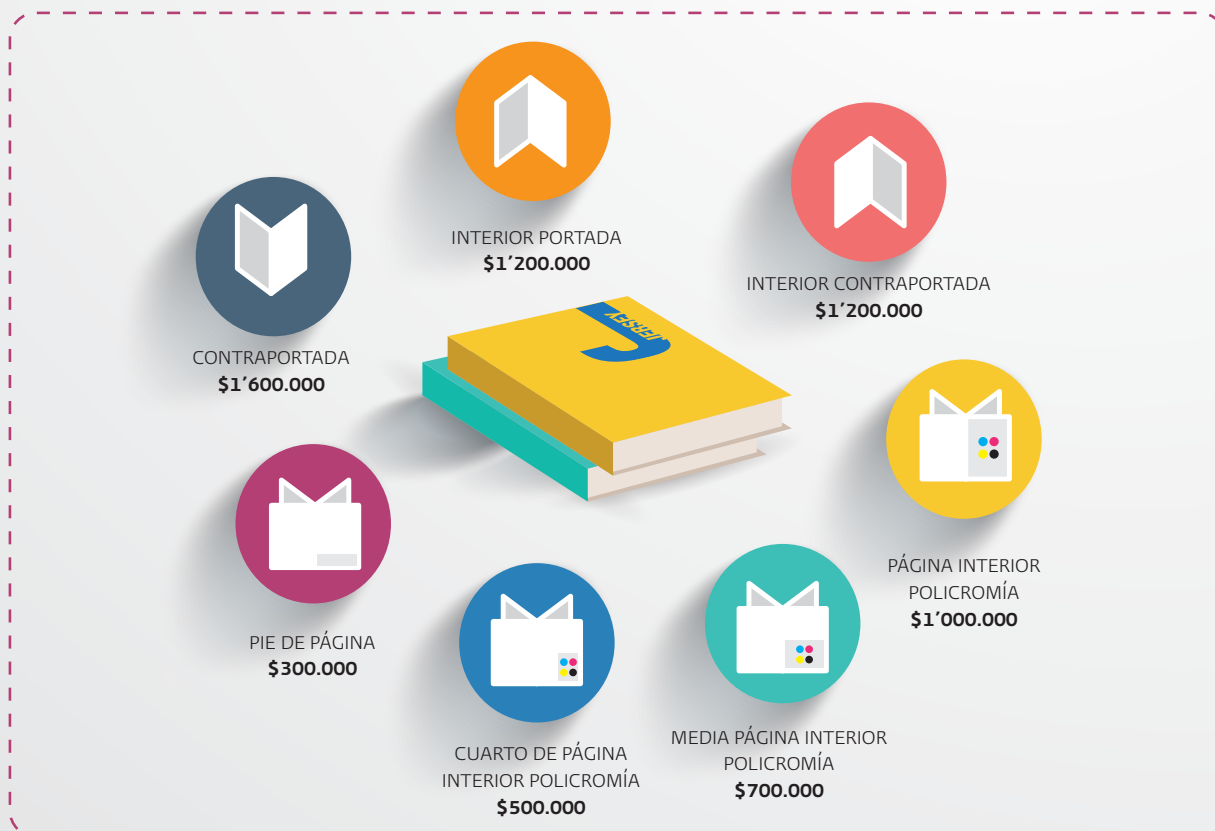 INTERIOR PORTADA
$1’200.000
INTERIOR CONTRAPORTADA
$1’200.000
CONTRAPORTADA
$1’600.000
JERSEY
PÁGINA INTERIOR
POLICROMÍA
$1’000.000
PIE DE PÁGINA
$300.000
CUARTO DE PÁGINA
INTERIOR POLICROMÍA
$500.000
MEDIA PÁGINA INTERIOR
POLICROMÍA
$700.000